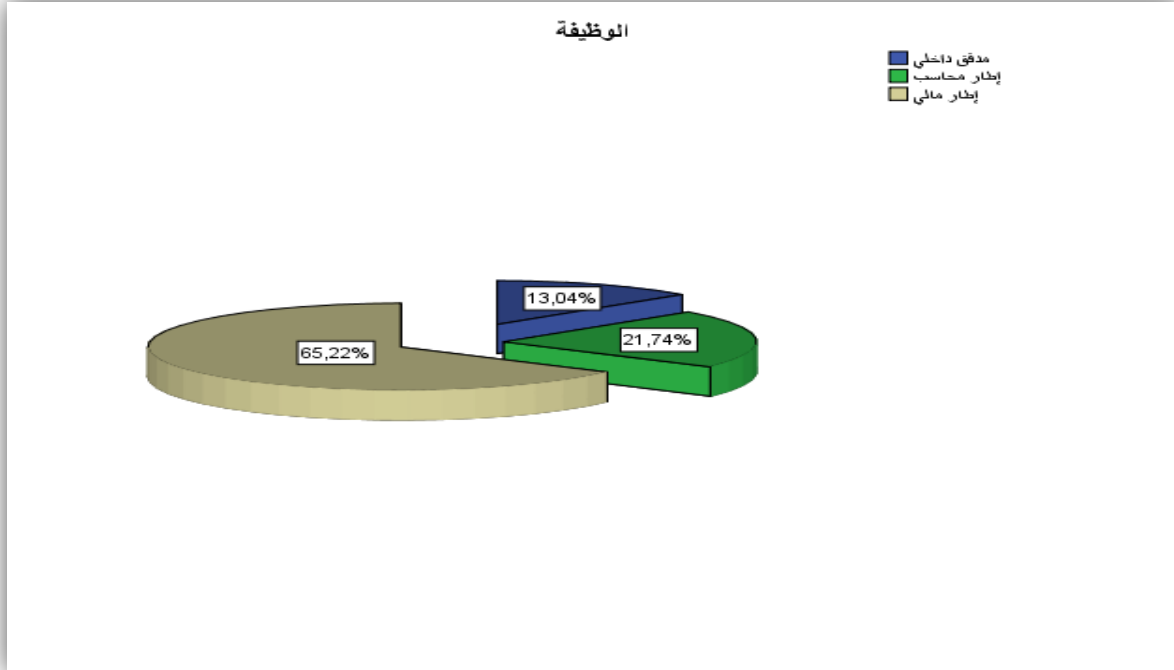 الوظيفة
مدقق داخلي
إطار محاسب
إطار مالي
13,04%
21,74%
65,22%